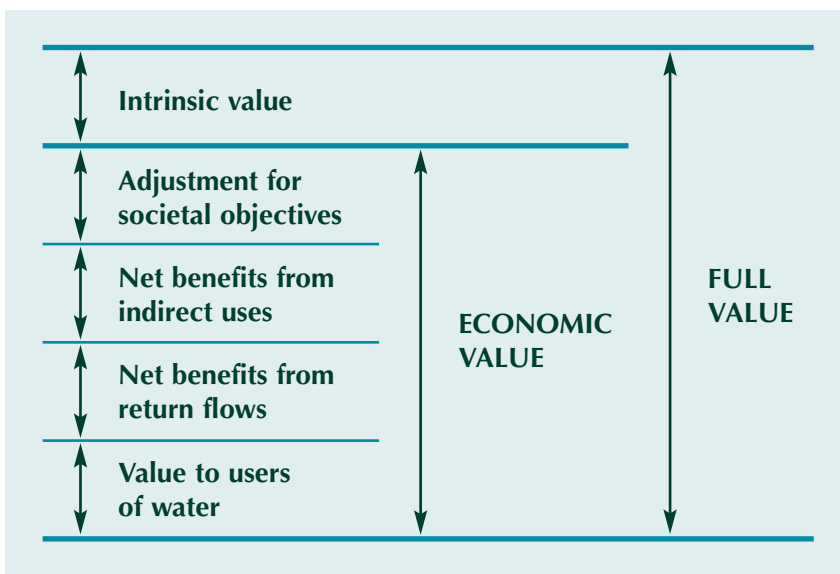 Intrinsic value
Adjustment for
societal objectives
Net benefits from
indirect uses
Net benefits from
return flows
Value to users
of water
ECONOMIC
VALUE
FULL
VALUE